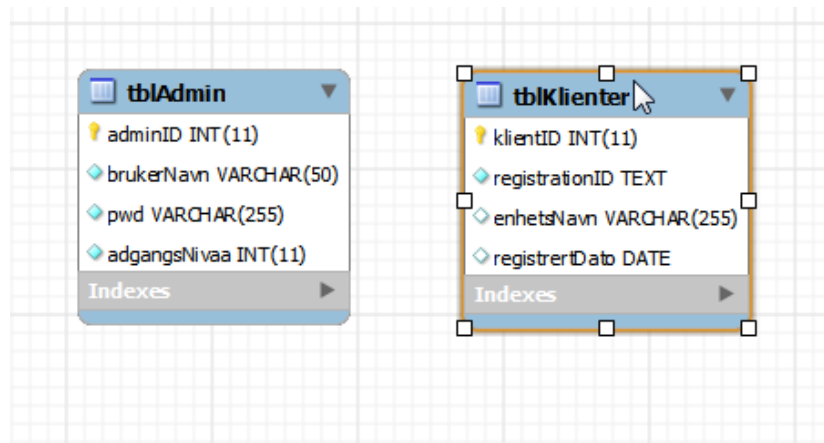 tblAdmin
adminID INT(11)
brukerNavn VARCHAR(50)
pwd VARCHAR(255)
adgangsNivaa INT(11)
Indexes
tblKlienter
klientID INT(11)
registrationID TEXT
enhetsNavn VARCHAR(255)
registrertDato DATE
Indexes